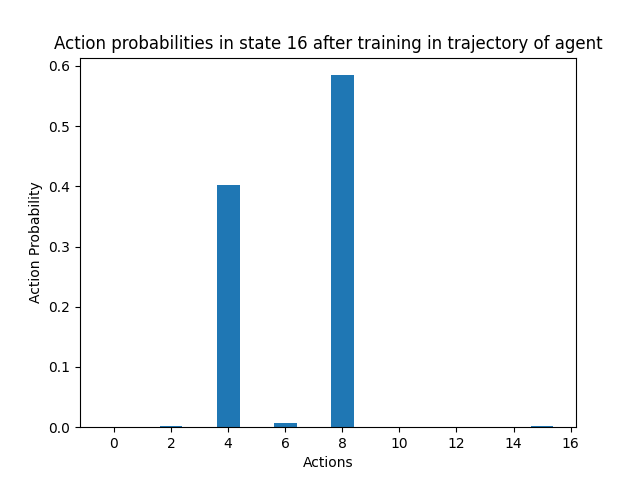 Action probabilities in state 16 after training in trajectory of agent
0.6
0.5
0.4
0.3
0.2
0.1
0.0
Action Probability
0 2 4 6 8 10 12 14 16
Actions